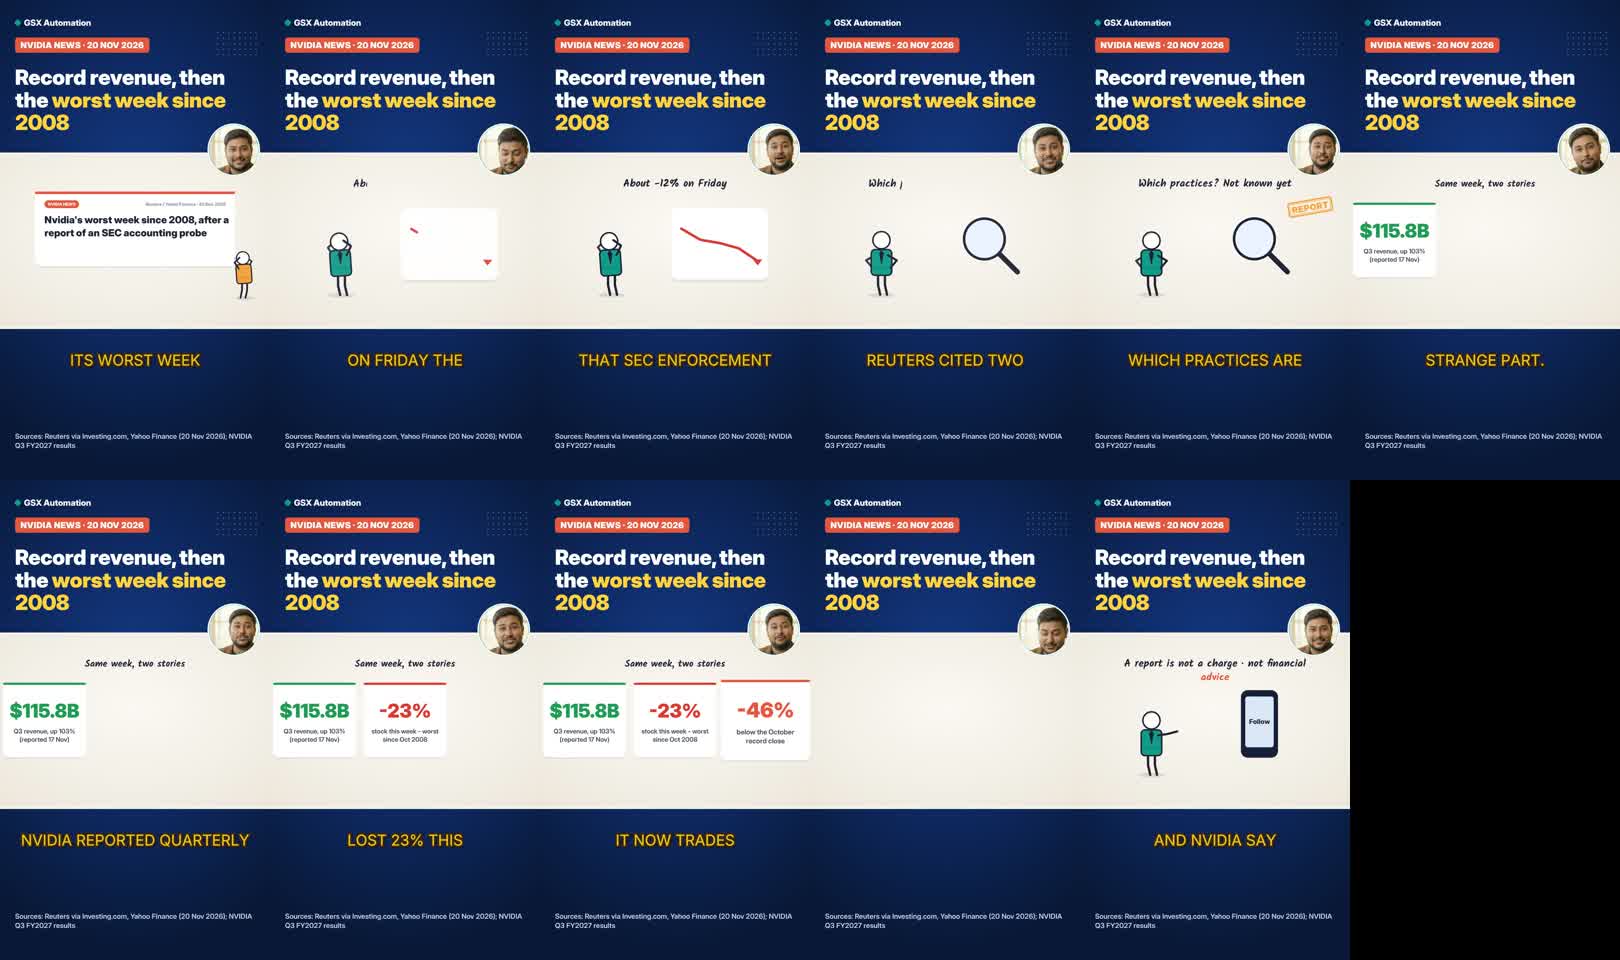 GSX Automation
NVIDIA NEWS · 20 NOV 2026
Record revenue, then
the worst week since
2008
NVIDIA NEWS
Reuters / Yahoo Finance · 20 Nov 2026
Nvidia's worst week since 2008, after a
report of an SEC accounting probe
ITS WORST WEEK
Sources: Reuters via Investing.com, Yahoo Finance (20 Nov 2026); NVIDIA
Q3 FY2027 results
GSX Automation
NVIDIA NEWS · 20 NOV 2026
Record revenue, then
the worst week since
2008
Ab
ON FRIDAY THE
Sources: Reuters via Investing.com, Yahoo Finance (20 Nov 2026); NVIDIA
Q3 FY2027 results
GSX Automation
NVIDIA NEWS · 20 NOV 2026
Record revenue, then
the worst week since
2008
About -12% on Friday
THAT SEC ENFORCEMENT
Sources: Reuters via Investing.com, Yahoo Finance (20 Nov 2026); NVIDIA
Q3 FY2027 results
GSX Automation
NVIDIA NEWS · 20 NOV 2026
Record revenue, then
the worst week since
2008
Which
REUTERS CITED TWO
Sources: Reuters via Investing.com, Yahoo Finance (20 Nov 2026); NVIDIA
Q3 FY2027 results
GSX Automation
NVIDIA NEWS · 20 NOV 2026
Record revenue, then
the worst week since
2008
Which practices? Not known yet
REPORT
WHICH PRACTICES ARE
Sources: Reuters via Investing.com, Yahoo Finance (20 Nov 2026); NVIDIA
Q3 FY2027 results
GSX Automation
NVIDIA NEWS · 20 NOV 2026
Record revenue, then
the worst week since
2008
Same week, two stories
$115.8B
Q3 revenue, up 103%
(reported 17 Nov)
STRANGE PART.
Sources: Reuters via Investing.com, Yahoo Finance (20 Nov 2026); NVIDIA
Q3 FY2027 results
GSX Automation
NVIDIA NEWS · 20 NOV 2026
Record revenue, then
the worst week since
2008
Same week, two stories
$115.8B
Q3 revenue, up 103%
(reported 17 Nov)
NVIDIA REPORTED QUARTERLY
Sources: Reuters via Investing.com, Yahoo Finance (20 Nov 2026); NVIDIA
Q3 FY2027 results
GSX Automation
NVIDIA NEWS · 20 NOV 2026
Record revenue, then
the worst week since
2008
Same week, two stories
$115.8B
Q3 revenue, up 103%
(reported 17 Nov)
-23%
stock this week - worst
since Oct 2008
LOST 23% THIS
Sources: Reuters via Investing.com, Yahoo Finance (20 Nov 2026); NVIDIA
Q3 FY2027 results
GSX Automation
NVIDIA NEWS · 20 NOV 2026
Record revenue, then
the worst week since
2008
Same week, two stories
$115.8B
Q3 revenue, up 103%
(reported 17 Nov)
-23%
stock this week - worst
since Oct 2008
-46%
below the October
record close
IT NOW TRADES
Sources: Reuters via Investing.com, Yahoo Finance (20 Nov 2026); NVIDIA
Q3 FY2027 results
GSX Automation
NVIDIA NEWS · 20 NOV 2026
Record revenue, then
the worst week since
2008
Sources: Reuters via Investing.com, Yahoo Finance (20 Nov 2026); NVIDIA
Q3 FY2027 results
GSX Automation
NVIDIA NEWS · 20 NOV 2026
Record revenue, then
the worst week since
2008
A report is not a charge · not financial
advice
Follow
AND NVIDIA SAY
Sources: Reuters via Investing.com, Yahoo Finance (20 Nov 2026); NVIDIA
Q3 FY2027 results